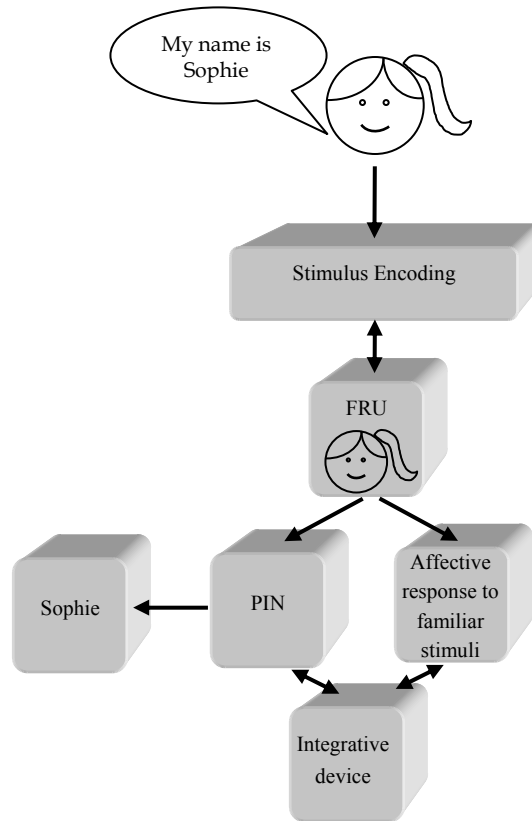 My name is
Sophie
Stimulus Encoding
FRU
Sophie
PIN
Affective
response to
familiar
stimuli
Integrative
device